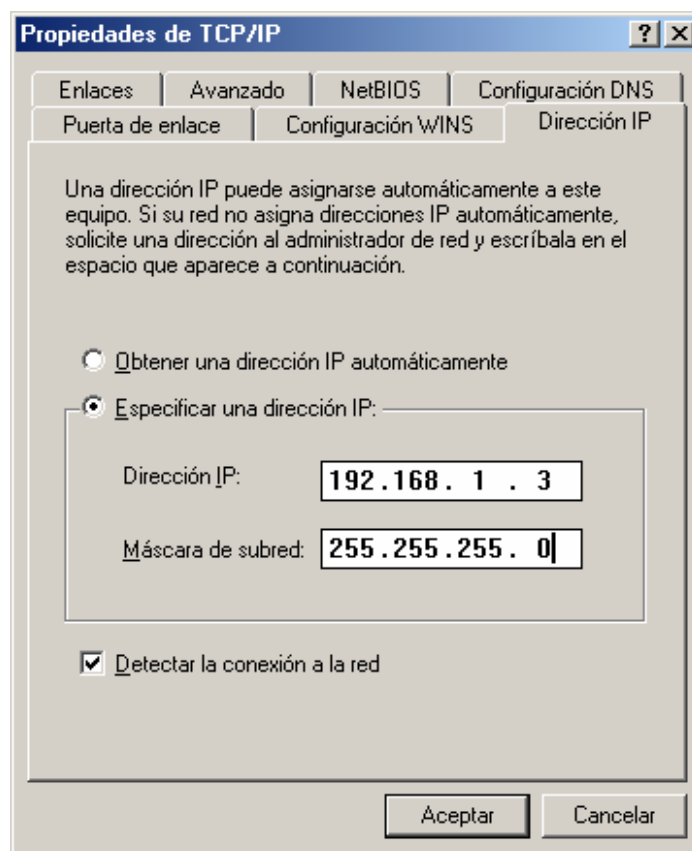 Propiedades de TCP/IP
Enlaces Avanzado NetBIOS Configuración DNS
Puerta de enlace Configuración WINS Dirección IP
Una dirección IP puede asignarse automáticamente a este
equipo. Si su red no asigna direcciones IP automáticamente,
solicite una dirección al administrador de red y escríbala en el
espacio que aparece a continuación.
Obtener una dirección IP automáticamente
Especificar una dirección IP:
Dirección IP: 192.168. 1 . 3
Máscara de subred: 255.255.255. 0
Detectar la conexión a la red
Aceptar Cancelar